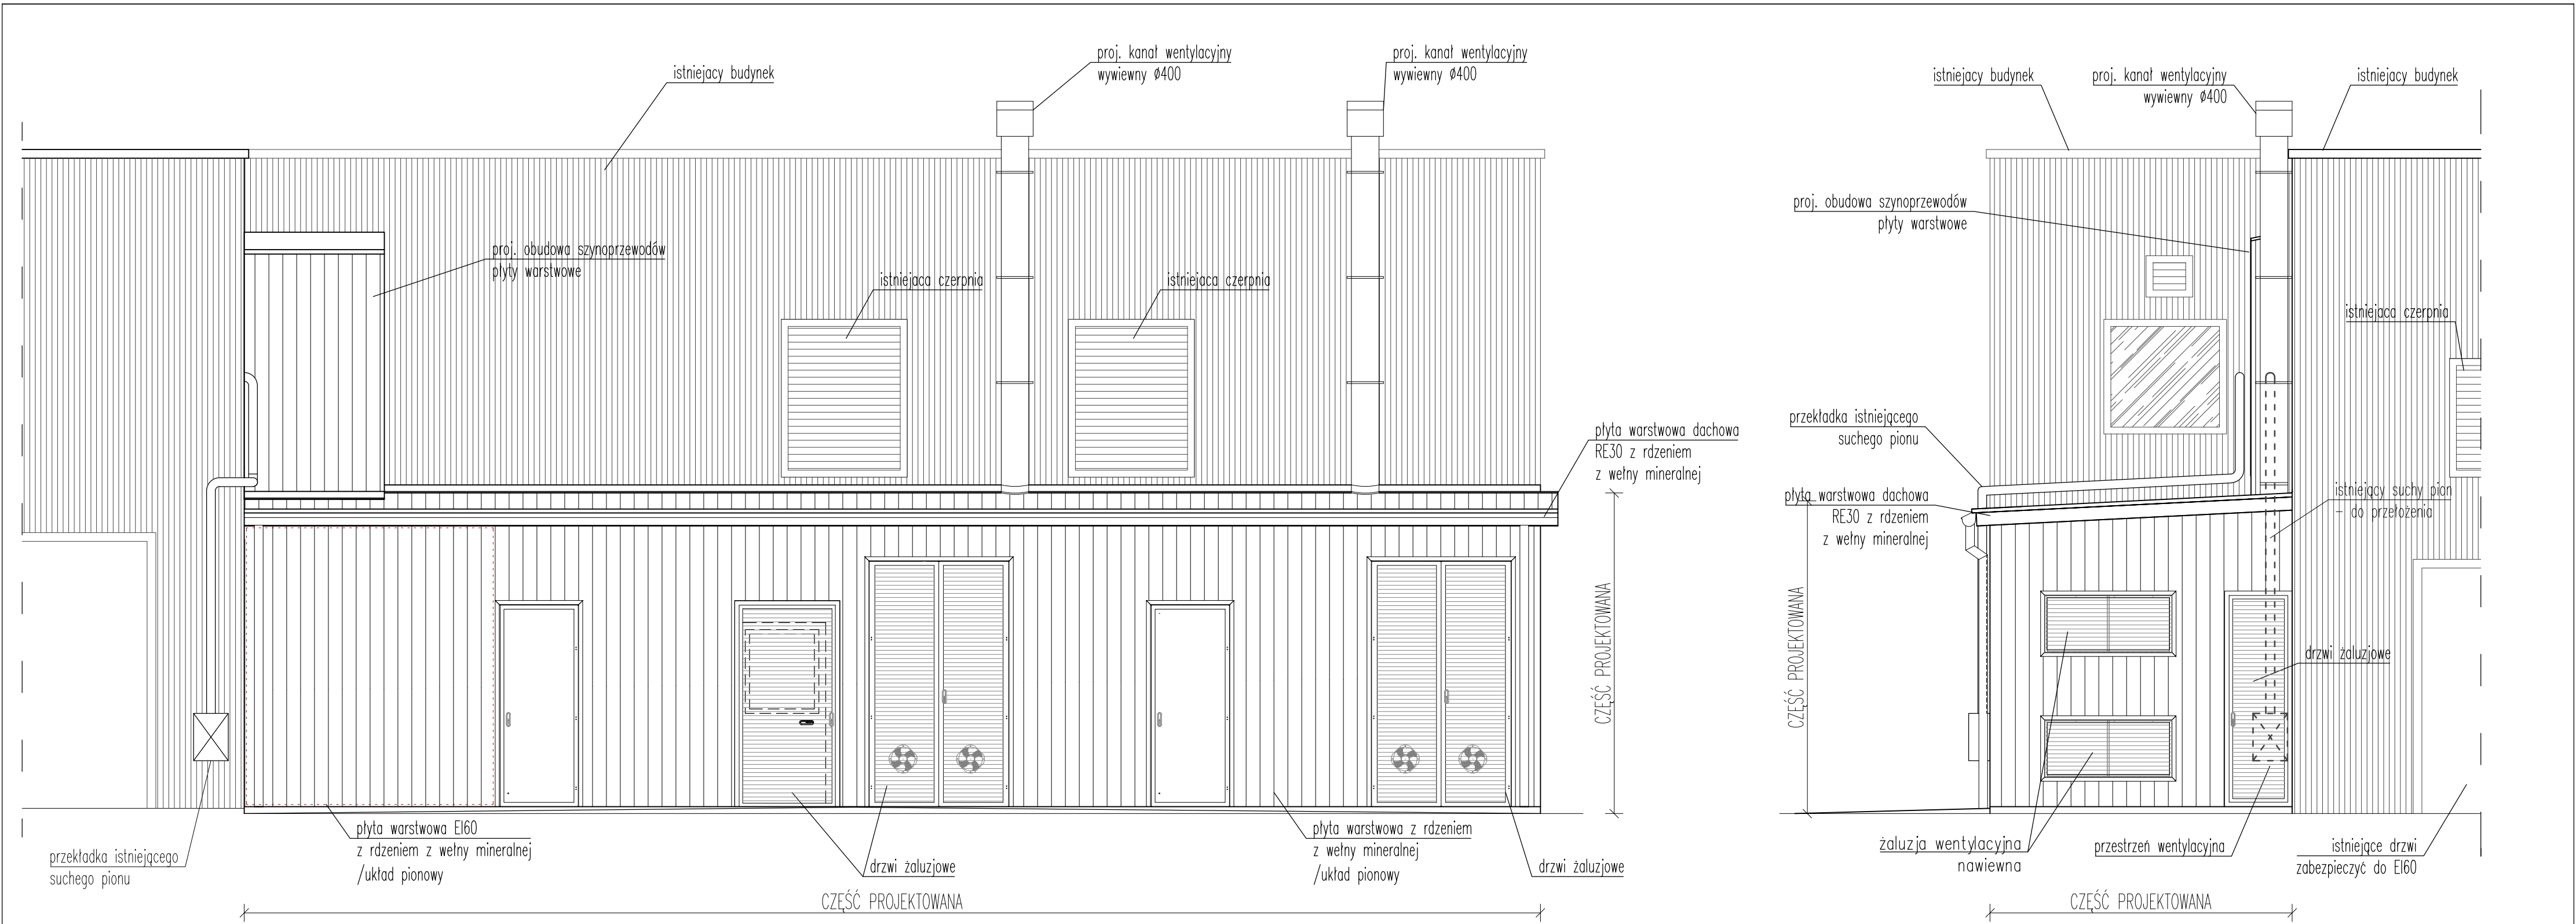 istniejacy budynek
proj. kanał wentylacyjny
wywiewny Ø400
proj. kanał wentylacyjny
wywiewny Ø400
proj. obudowa szynoprzewodów
płyty warstwowe
istniejaca czerpnia
istniejaca czerpnia
płyta warstwowa dachowa
RE30 z rdzeniem
z wełny mineralnej
CZĘŚĆ PROJEKTOWANA
przekładka istniejącego
suchego pionu
płyta warstwowa EI60
z rdzeniem z wełny mineralnej
/układ pionowy
drzwi żaluzjowe
płyta warstwowa z rdzeniem
z wełny mineralnej
/układ pionowy
drzwi żaluzjowe
CZĘŚĆ PROJEKTOWANA
istniejacy budynek
proj. kanał wentylacyjny
wywiewny Ø400
istniejacy budynek
proj. obudowa szynoprzewodów
płyty warstwowe
istniejaca czerpnia
przekładka istniejącego
suchego pionu
płyta warstwowa dachowa
RE30 z rdzeniem
z wełny mineralnej
istniejący suchy pion
- do przełożenia
CZĘŚĆ PROJEKTOWANA
drzwi żaluzjowe
żaluzja wentylacyjna
nawiewna
przestrzeń wentylacyjna
istniejące drzwi
zabezpieczyć do EI60
CZĘŚĆ PROJEKTOWANA